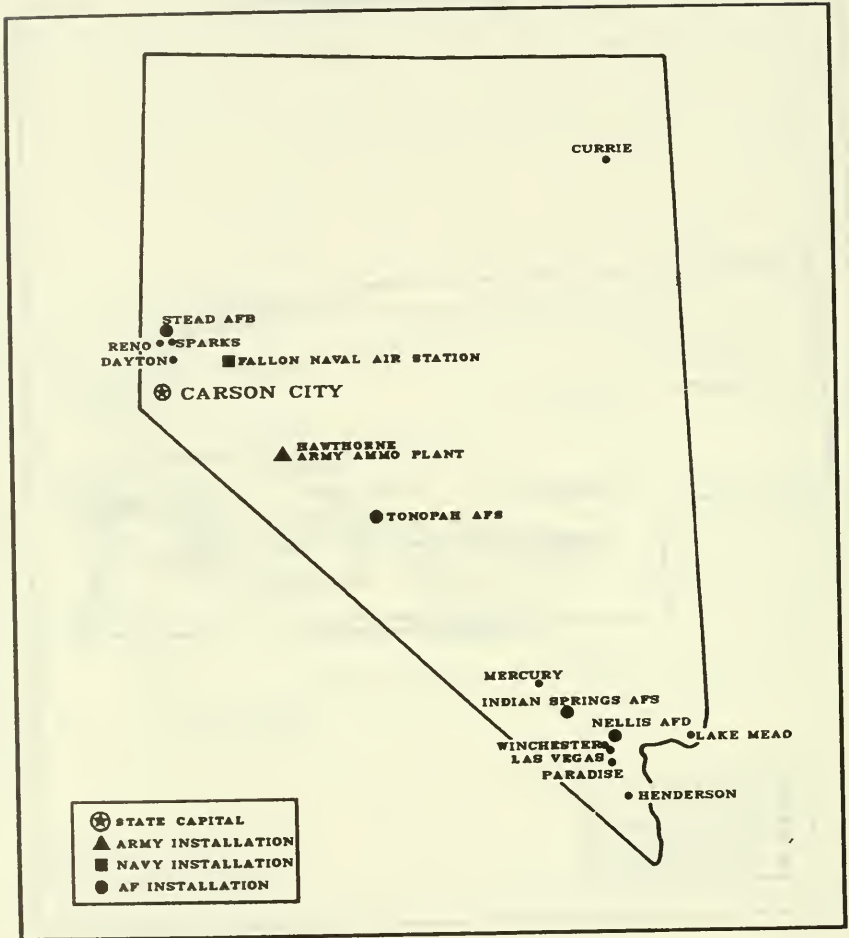 CURRIE
STEAD AFB
RENO SPARKS
DAYTON FALLON NAVAL AIR STATION
CARSON CITY
HAWTHORNE
ARMY AMMO PLANT
TONOPAH AFS
MERCURY
INDIAN SPRINGS AFS
NELLIS AFD
LAKE MEAD
WINCHESTER
LAS VEGAS
PARADISE
HENDERSON
STATE CAPITAL
ARMY INSTALLATION
NAVY INSTALLATION
AF INSTALLATION